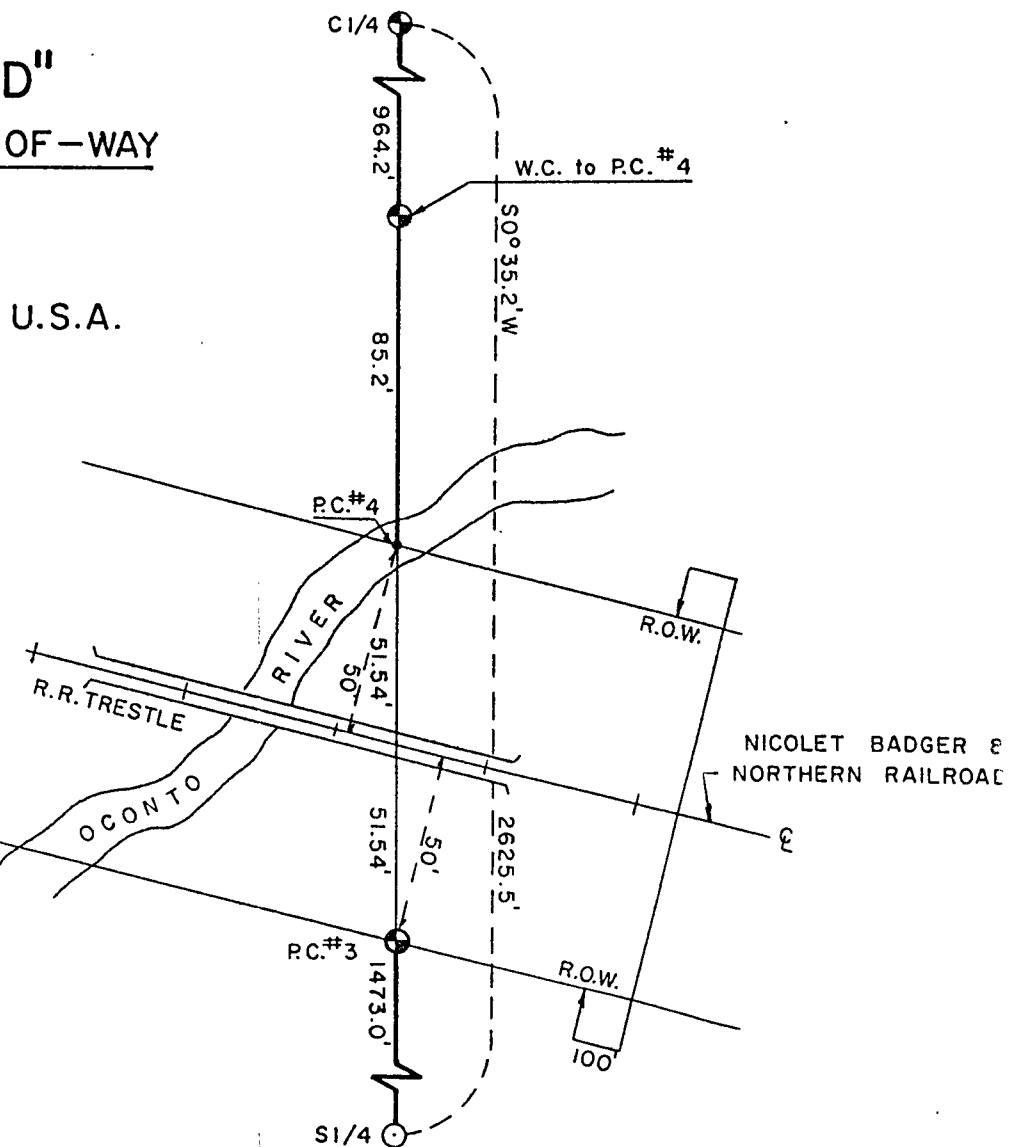 D"
OF-WAY
U.S.A.
C1/4
964.2'
W.C. to P.C. #4
S0°35.2'W
85.2'
P.C.#4
R.O.W.
RIVER
51.54'
50'
R.R. TRESTLE
NICOLET BADGER &
NORTHERN RAILROAD
OCONTO
51.54'
50'
2625.5'
P.C.#3
1473.0'
R.O.W.
100'
S1/4